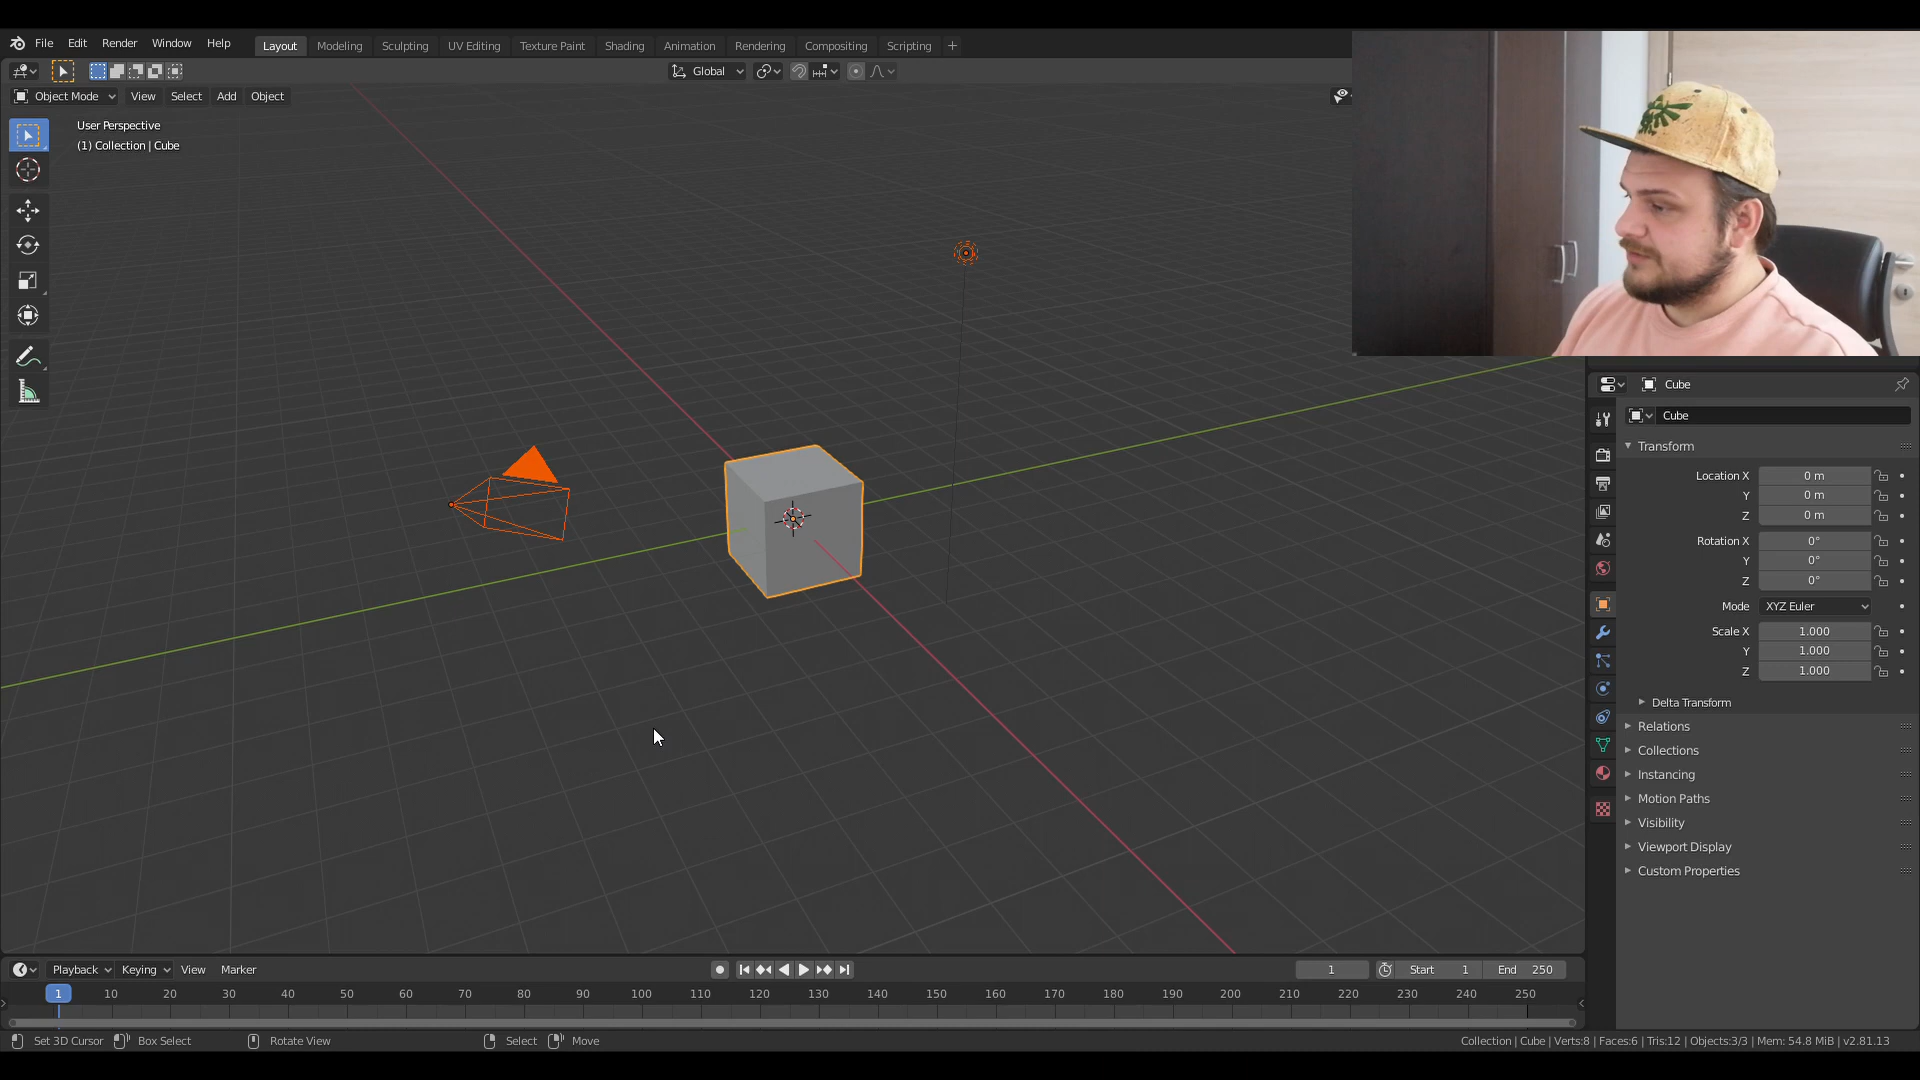 File Edit Render Window Help Layout Modeling Sculpting UV Editing Texture Paint Shading Animation Rendering Compositing Scripting +
Global
Object Mode View Select Add Object
User Perspective
(1) Collection | Cube
Cube
Cube
Transform
Location X 0 m
Y 0 m
Z 0 m
Rotation X 0°
Y 0°
Z 0°
Mode XYZ Euler
Scale X 1.000
Y 1.000
Z 1.000
Delta Transform
Relations
Collections
Instancing
Motion Paths
Visibility
Viewport Display
Custom Properties
Playback Keying View Marker 1 Start 1 End 250
1 10 20 30 40 50 60 70 80 90 100 110 120 130 140 150 160 170 180 190 200 210 220 230 240 250
Set 3D Cursor Box Select Rotate View Select Move Collection | Cube | Verts:8 | Faces:6 | Tris:12 | Objects:3/3 | Mem: 54.8 MiB | v2.81.13